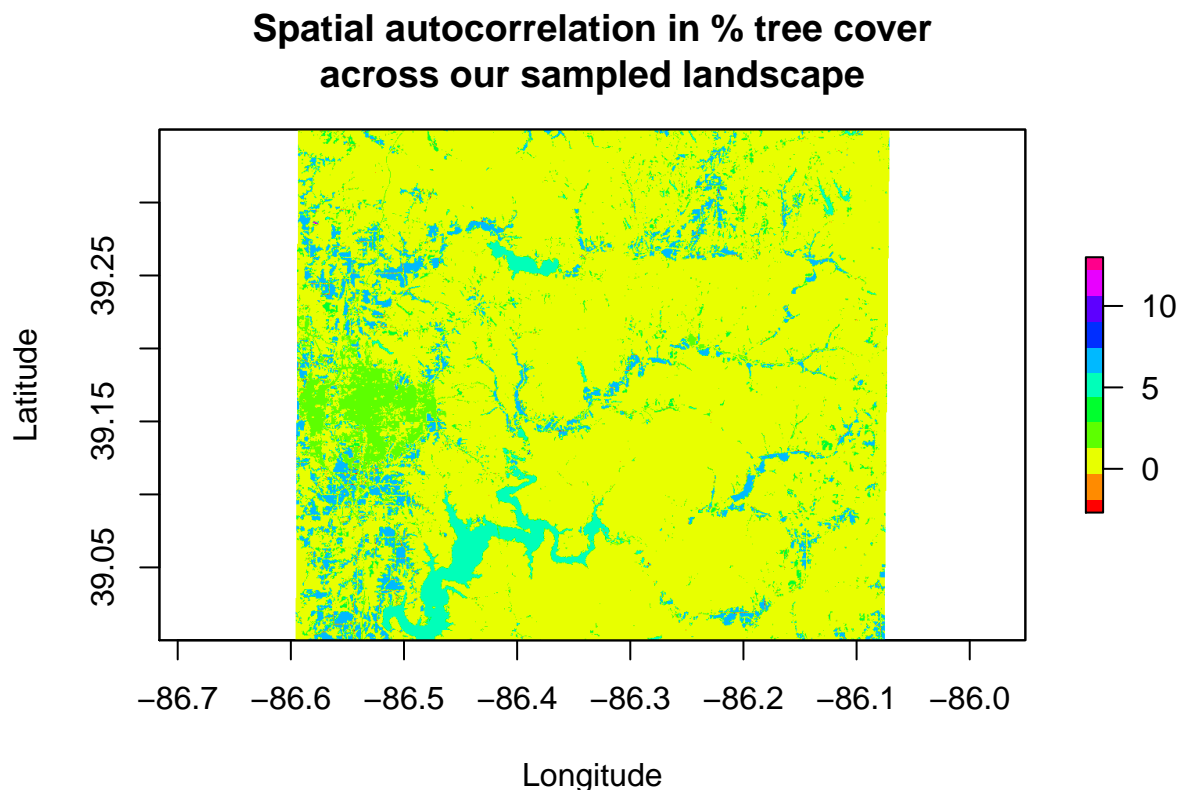 Spatial autocorrelation in % tree cover
across our sampled landscape
Latitude
39.25
39.15
39.05
10
5
0
−86.7 −86.6 −86.5 −86.4 −86.3 −86.2 −86.1 −86.0
Longitude